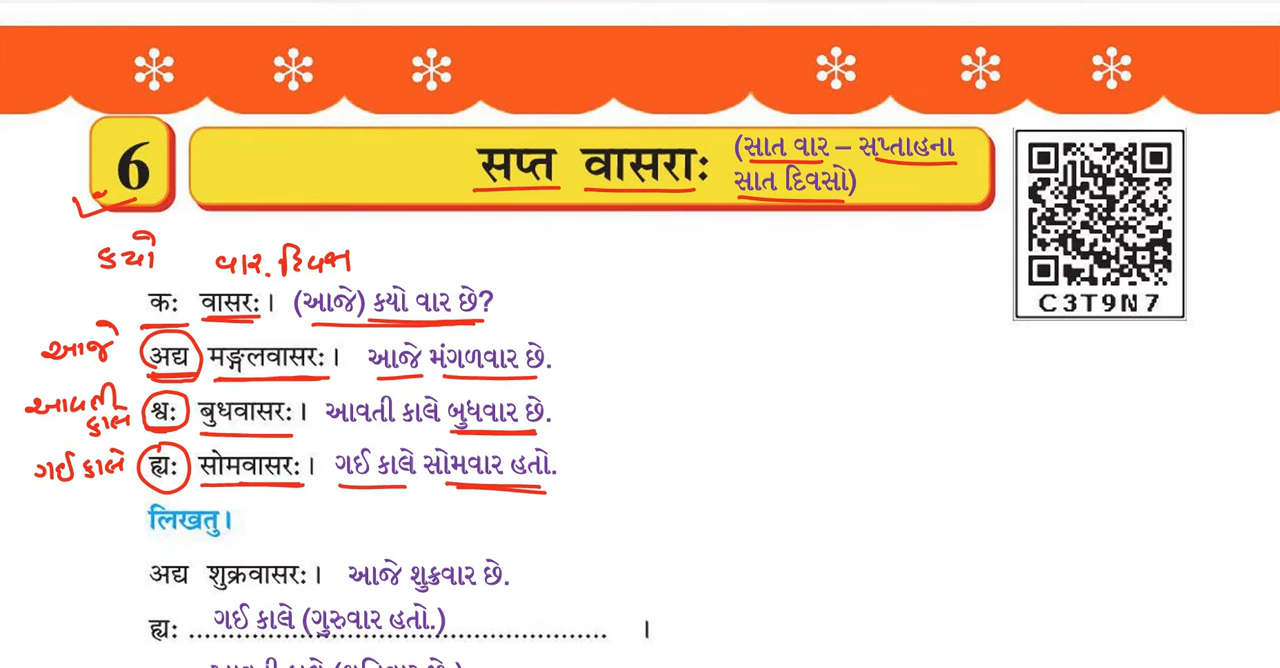 6
सप्त वासराः (સાત વાર – સપ્તાહના
સાત દિવસો)
કયો વાર. દિવસ
कः वासरः। (આજે) કયો વાર છે?
C3T9N7
આજે अद्य मङ्गलवासरः। આજે મંગળવાર છે.
આવતી કાલ श्वः बुधवासरः। આવતી કાલે બુધવાર છે.
ગઈ કાલે ह्यः सोमवासरः। ગઈ કાલે સોમવાર હતો.
लिखतु।
अद्य शुक्रवासरः। આજે શુક્રવાર છે.
ह्यः ગઈ કાલે (ગુરુવાર હતો.) ।